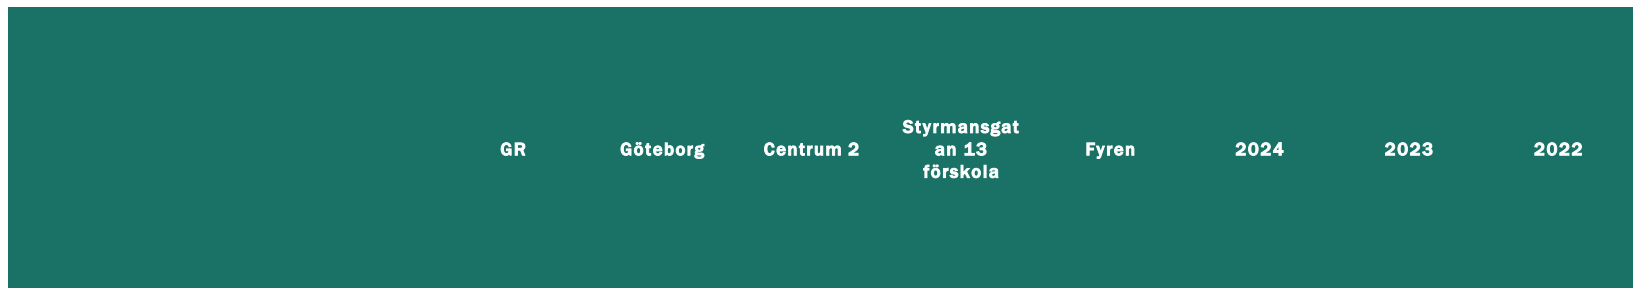 GR Göteborg Centrum 2 Styrmansgat
an 13
förskola Fyren 2024 2023 2022